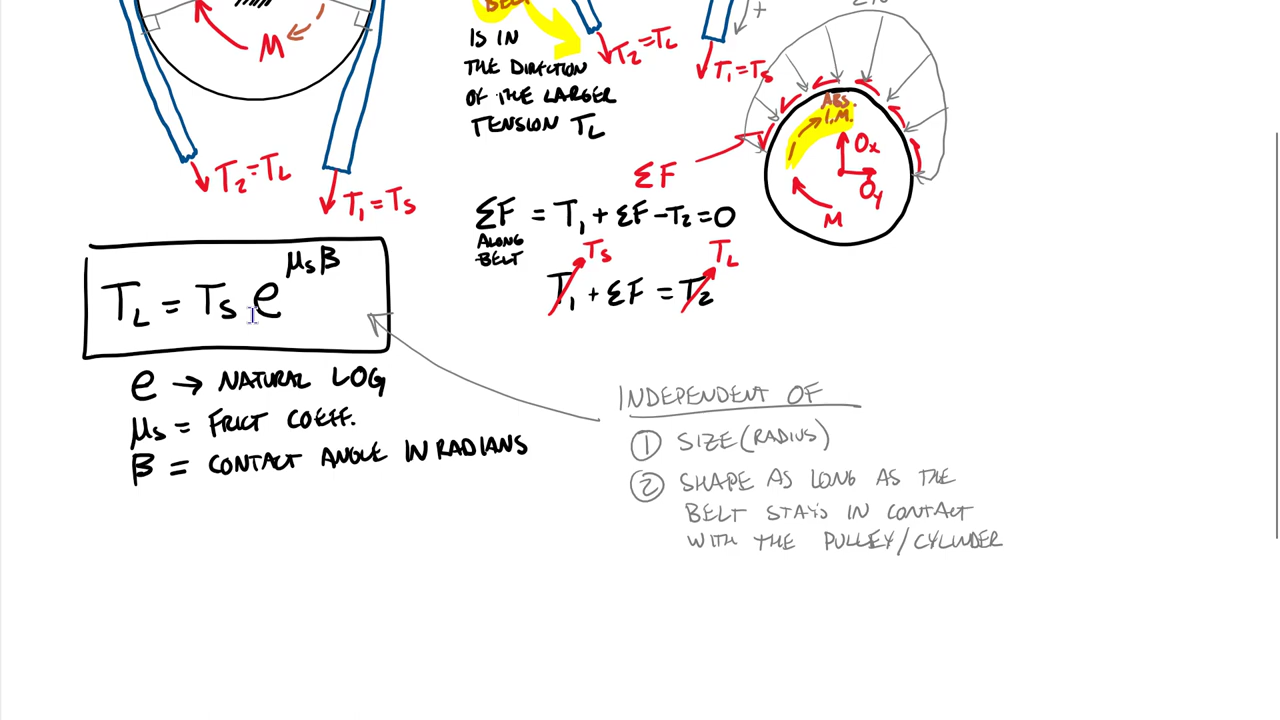 M
T2=TL
T1=TS
BELT
IS IN
THE DIRECTION
OF THE LARGER
TENSION TL
T2=TL
T1=TS
+
ABS.
I.M.
Ox
Oy
M
ΣF
ΣF = T1 + ΣF - T2 = 0
ALONG
BELT
TS
TL
T1 + ΣF = T2
TL = TS e^μsβ
e → NATURAL LOG
μs = FRICT COEFF.
β = CONTACT ANGLE IN RADIANS
INDEPENDENT OF
① SIZE (RADIUS)
② SHAPE AS LONG AS THE
BELT STAYS IN CONTACT
WITH THE PULLEY/CYLINDER